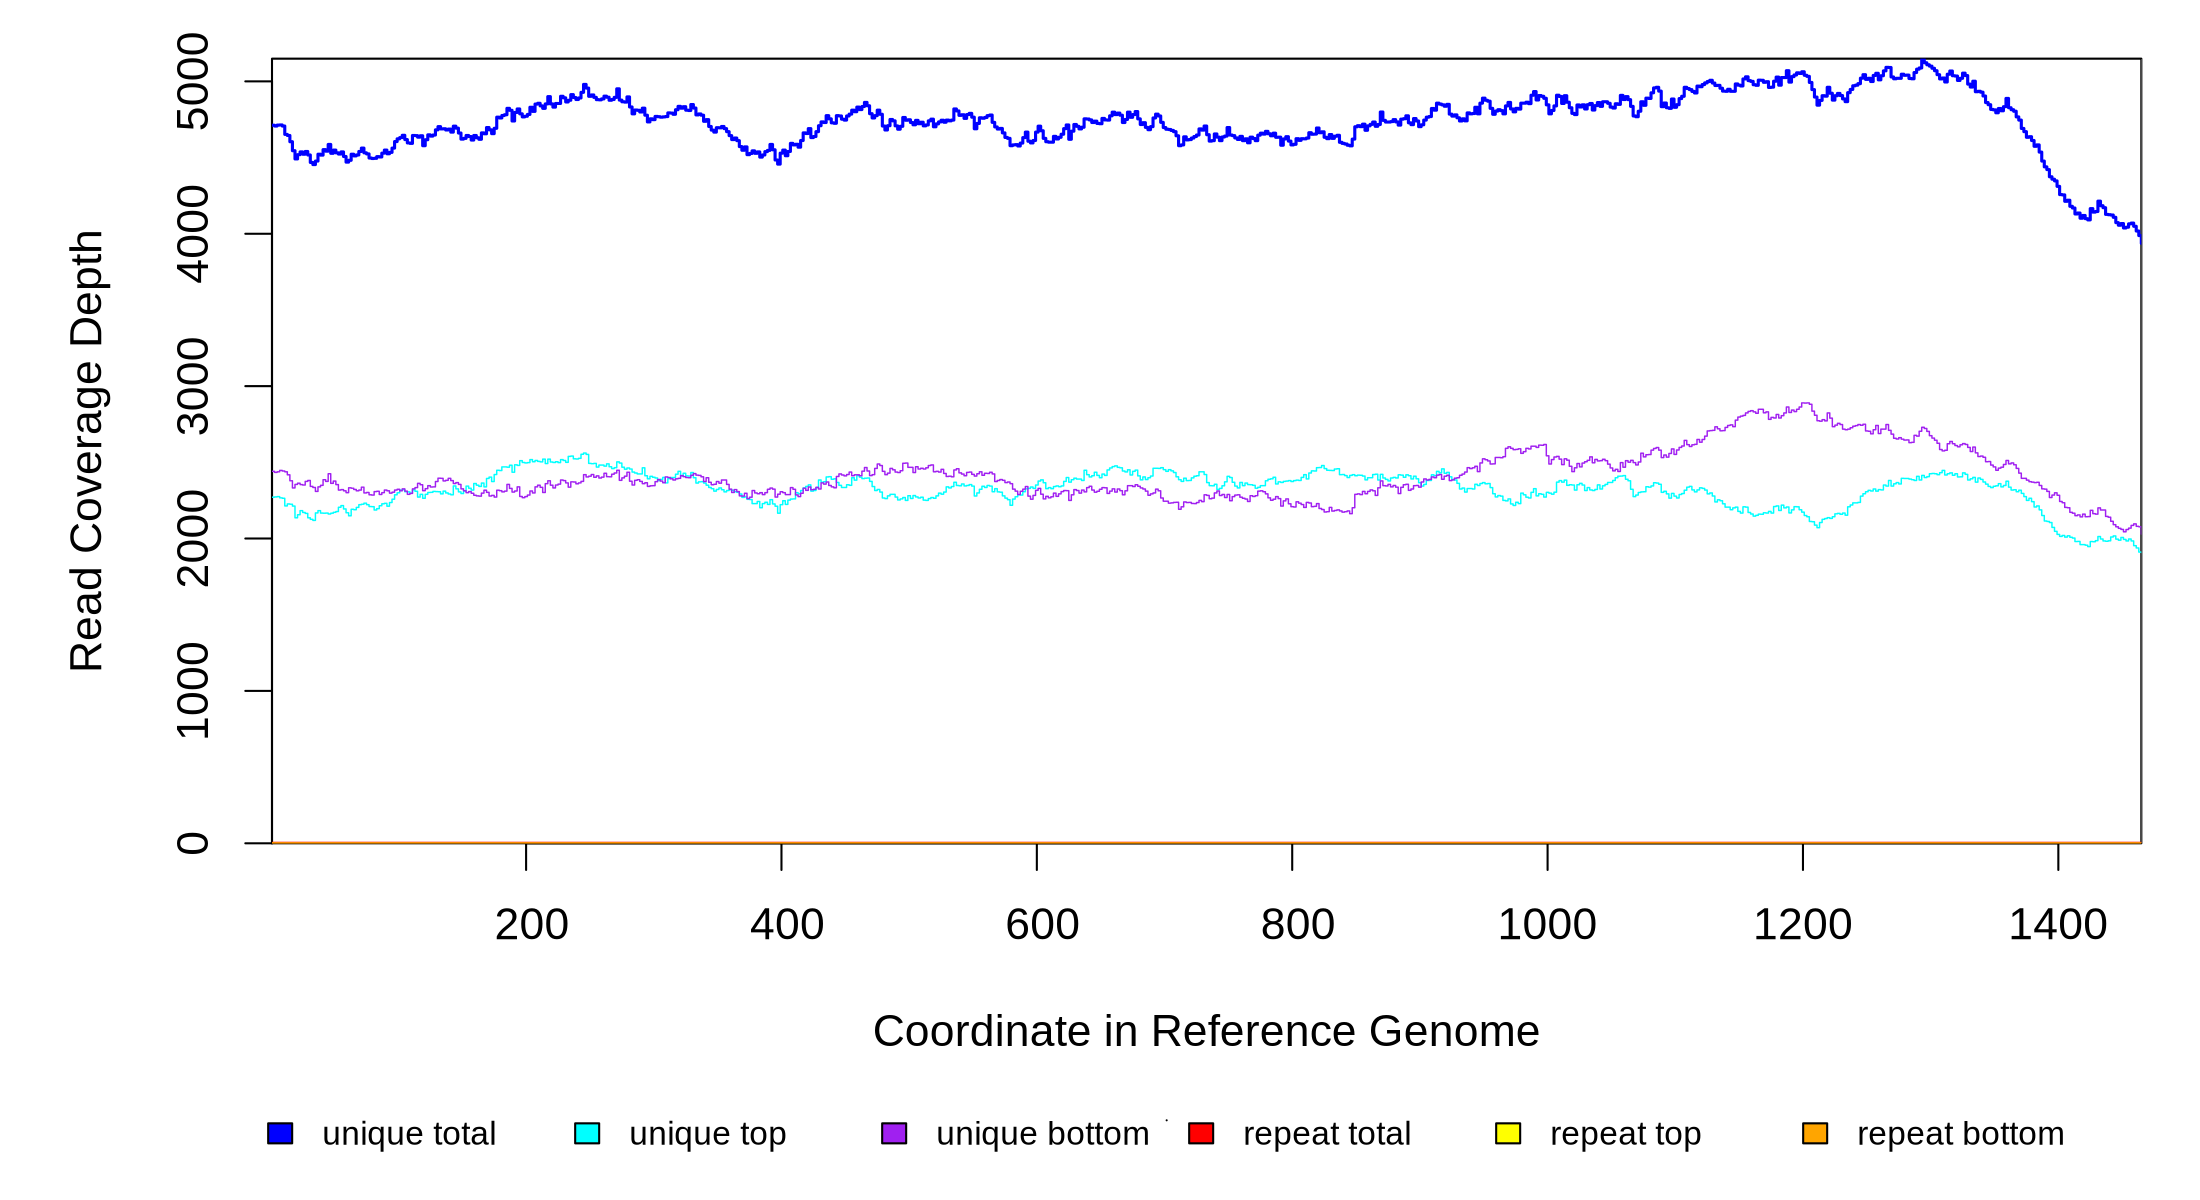 Read Coverage Depth
5000
4000
3000
2000
1000
0
200 400 600 800 1000 1200 1400
Coordinate in Reference Genome
unique total unique top unique bottom repeat total repeat top repeat bottom